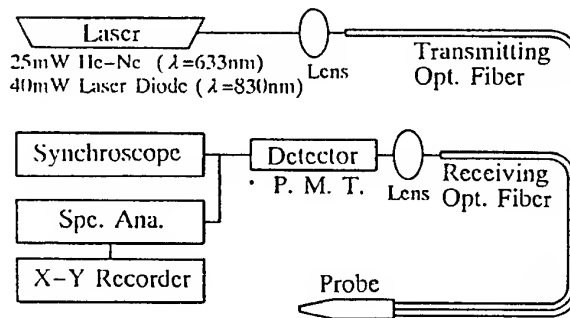 Laser
25mW He-Ne (λ=633nm)
40mW Laser Diode (λ=830nm)
Lens
Transmitting
Opt. Fiber
Synchroscope
Detector
· P. M. T.
Lens
Receiving
Opt. Fiber
Spe. Ana.
X-Y Recorder
Probe